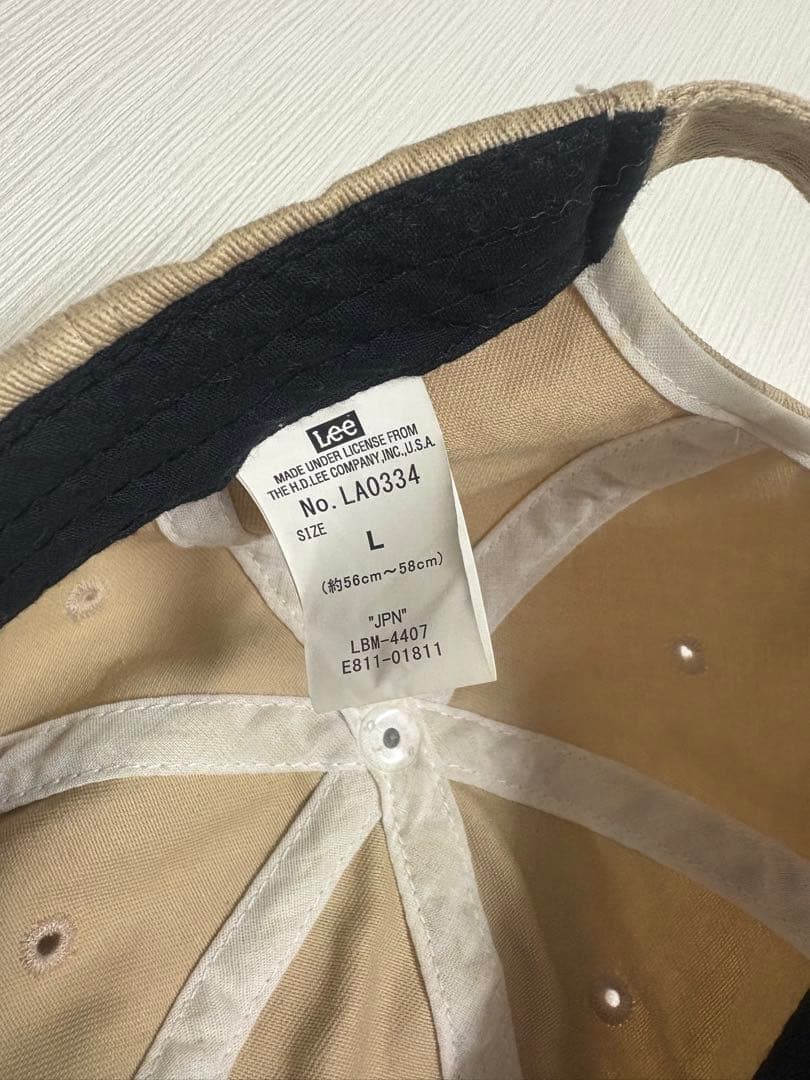 Lee
MADE UNDER LICENSE FROM
THE H.D.LEE COMPANY,INC.,U.S.A.
No. LA0334
SIZE
L
(約56cm～58cm)
"JPN"
LBM-4407
E811-01811